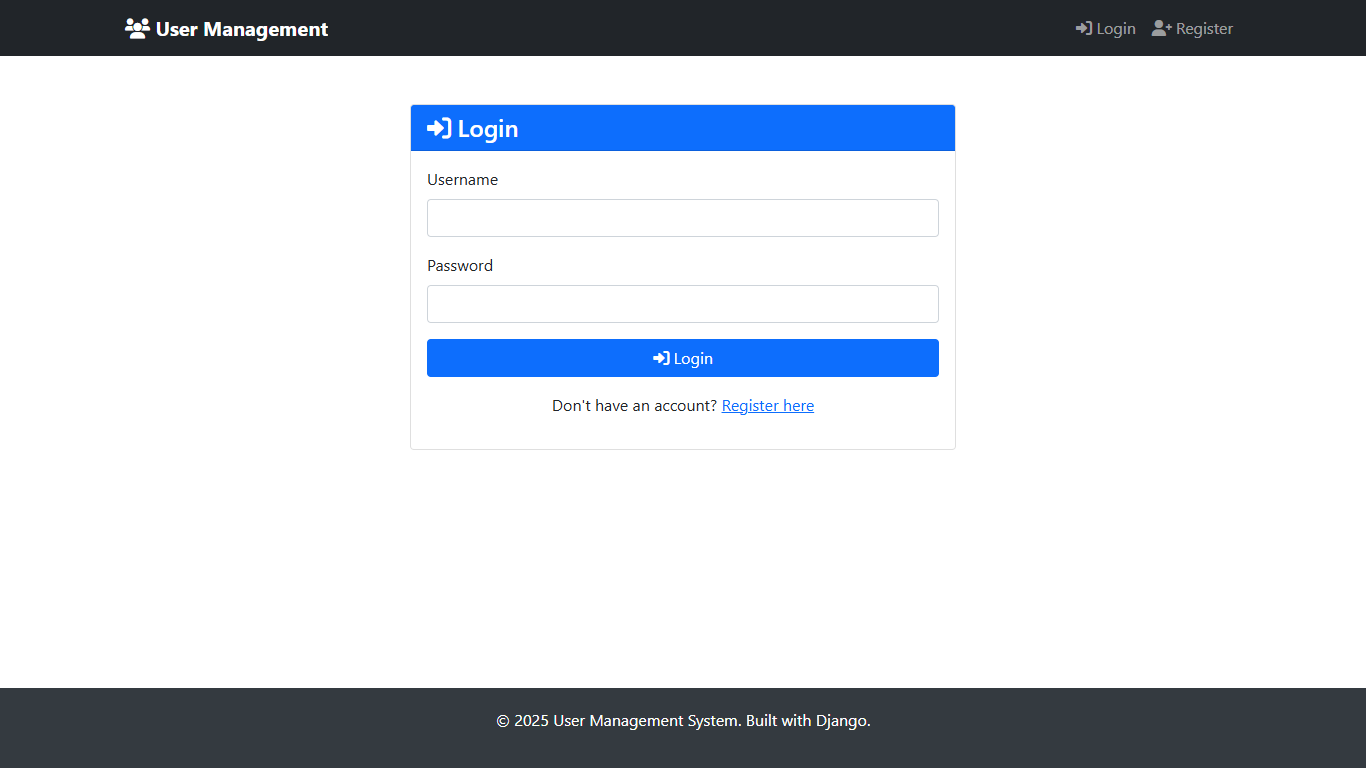 User Management
Login
Register
Login
Username
Password
Login
Don't have an account? Register here
© 2025 User Management System. Built with Django.